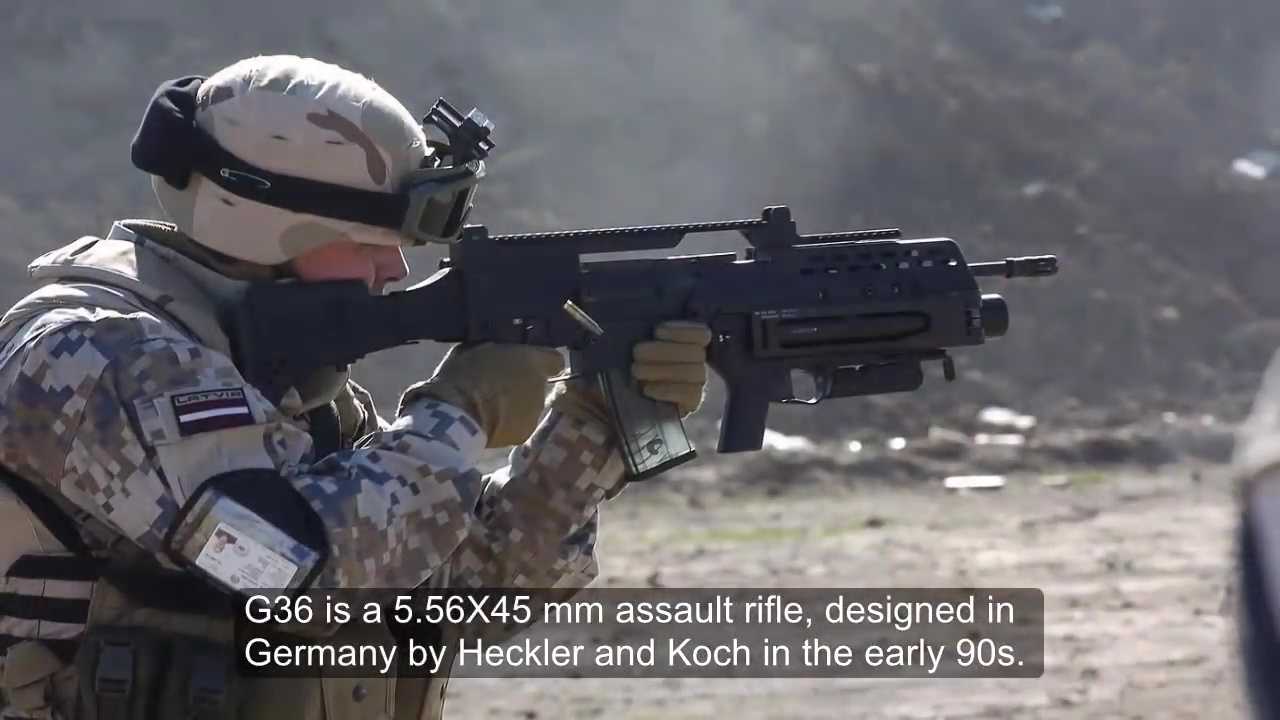 LATVIA
G36 is a 5.56X45 mm assault rifle, designed in
Germany by Heckler and Koch in the early 90s.